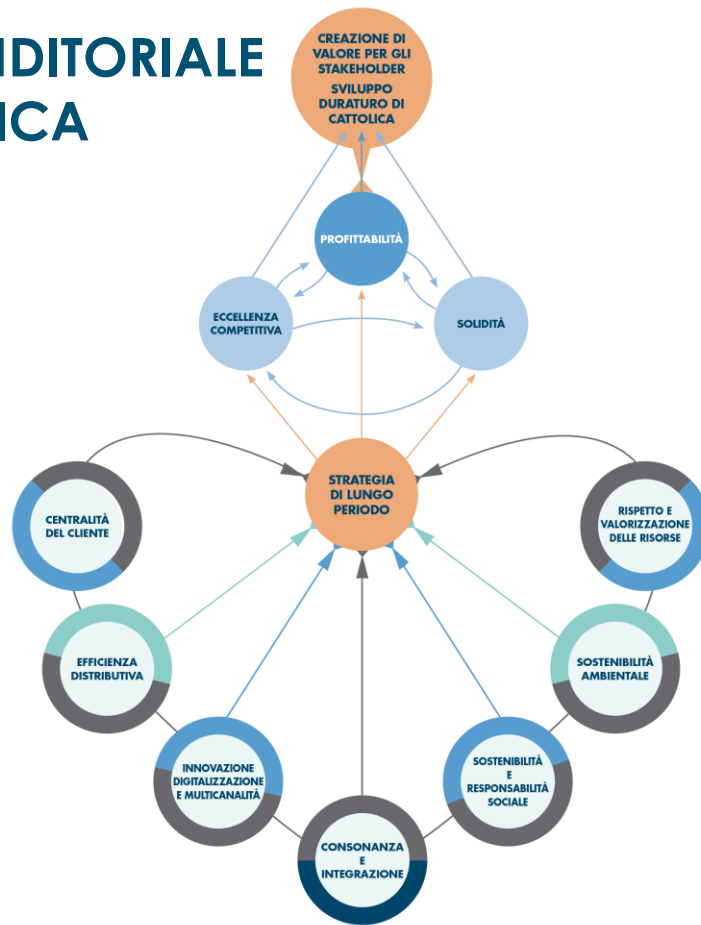 NDITORIALE
ICA
CREAZIONE DI
VALORE PER GLI
STAKEHOLDER
SVILUPPO
DURATURO DI
CATTOLICA
PROFITTABILITÀ
ECCELLENZA
COMPETITIVA
SOLIDITÀ
STRATEGIA
DI LUNGO
PERIODO
CENTRALITÀ
DEL CLIENTE
RISPETTO E
VALORIZZAZIONE
DELLE RISORSE
EFFICIENZA
DISTRIBUTIVA
SOSTENIBILITÀ
AMBIENTALE
INNOVAZIONE
DIGITALIZZAZIONE
E MULTICANALITÀ
SOSTENIBILITÀ
E
RESPONSABILITÀ
SOCIALE
CONSONANZA
E
INTEGRAZIONE